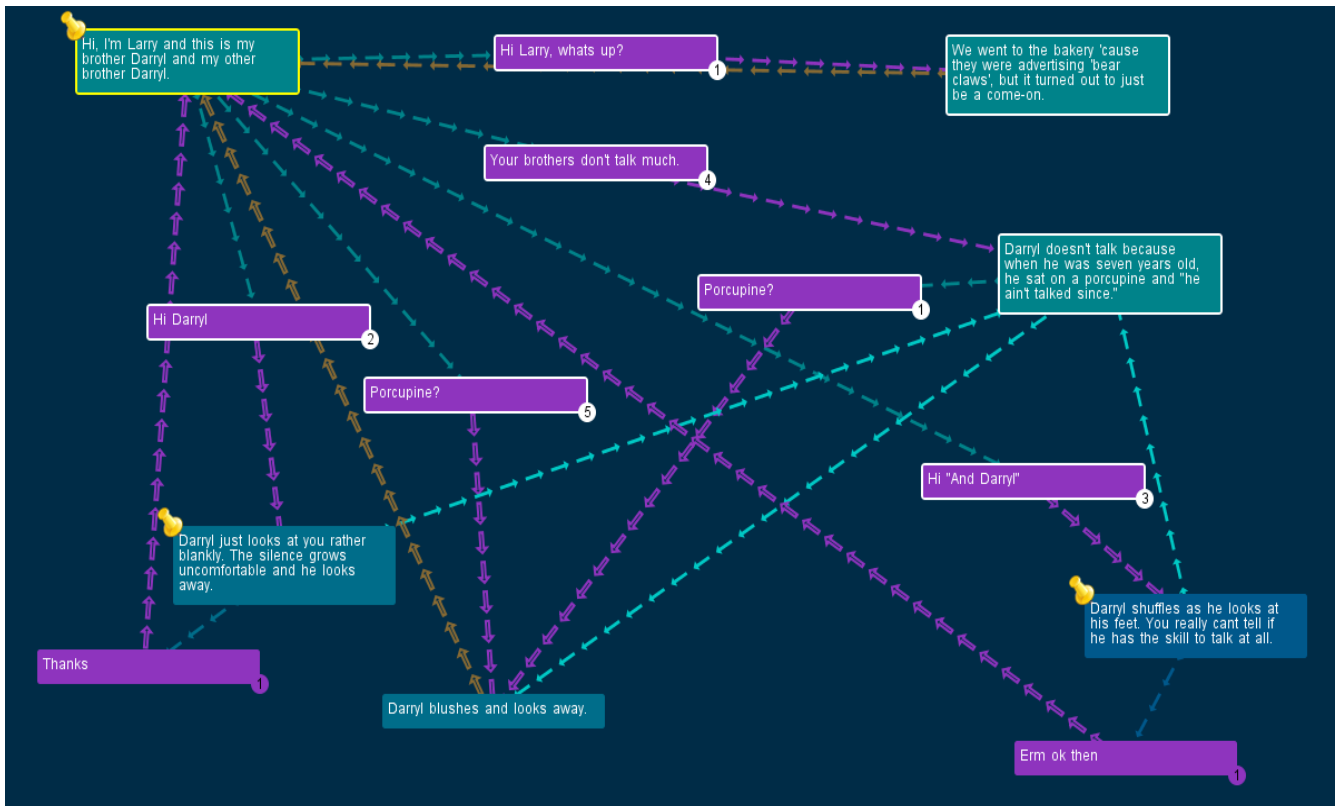 Hi, I'm Larry and this is my
brother Darryl and my other
brother Darryl.
Hi Larry, whats up?
1
We went to the bakery 'cause
they were advertising 'bear
claws', but it turned out to just
be a come-on.
Your brothers don't talk much.
4
Darryl doesn't talk because
when he was seven years old,
he sat on a porcupine and "he
ain't talked since."
Porcupine?
1
Hi Darryl
2
Porcupine?
5
Hi "And Darryl"
3
Darryl just looks at you rather
blankly. The silence grows
uncomfortable and he looks
away.
Darryl shuffles as he looks at
his feet. You really cant tell if
he has the skill to talk at all.
Thanks
1
Darryl blushes and looks away.
Erm ok then
1